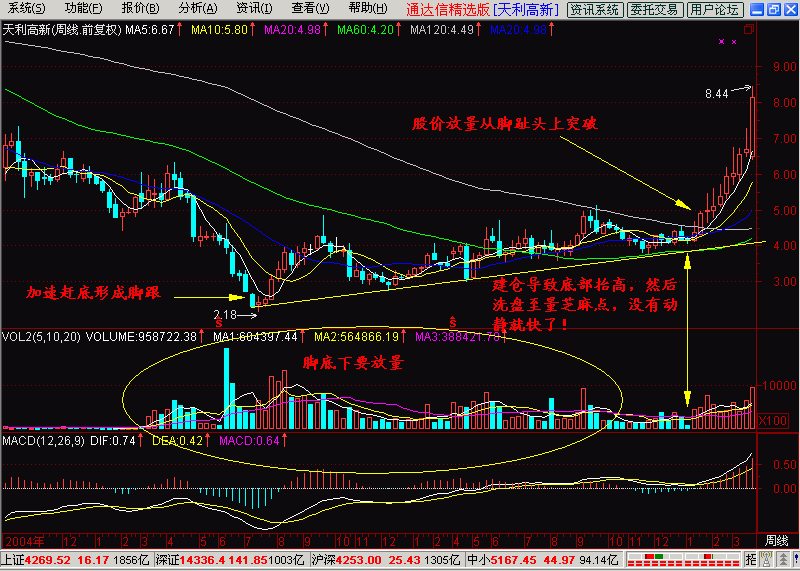 系统(S) 功能(F) 报价(B) 分析(A) 资讯(I) 查看(V) 帮助(H) 通达信精选版 [天利高新] 资讯系统 委托交易 用户论坛
天利高新(周线.前复权) MA5:6.67↑ MA10:5.80↑ MA20:4.98↑ MA60:4.20↑ MA120:4.49↑ MA20:4.98↑
9.00
8.44
8.00
股价放量从脚趾头上突破
7.00
6.00
5.00
4.00
建仓导致底部抬高，然后
洗盘至量芝麻点，没有动
静就快了！
加速赶底形成脚跟
3.00
2.18
VOL2(5,10,20) VOLUME:958722.38↑ MA1:604397.44↑ MA2:564866.19↑ MA3:388421.78↑
脚底下要放量
10000
X100
MACD(12,26,9) DIF:0.74↑ DEA:0.42↑ MACD:0.64↑
0.50
0.00
2004年 12 1 2 3 4 5 6 7 8 9 10 11 12 1 2 3 4 5 6 7 8 9 10 11 12 1 2 3 周线
上证4269.52 16.17 1856亿 深证14336.4 141.85 1003亿 沪深4253.00 25.43 1305亿 中小5167.45 44.97 94.14亿 招